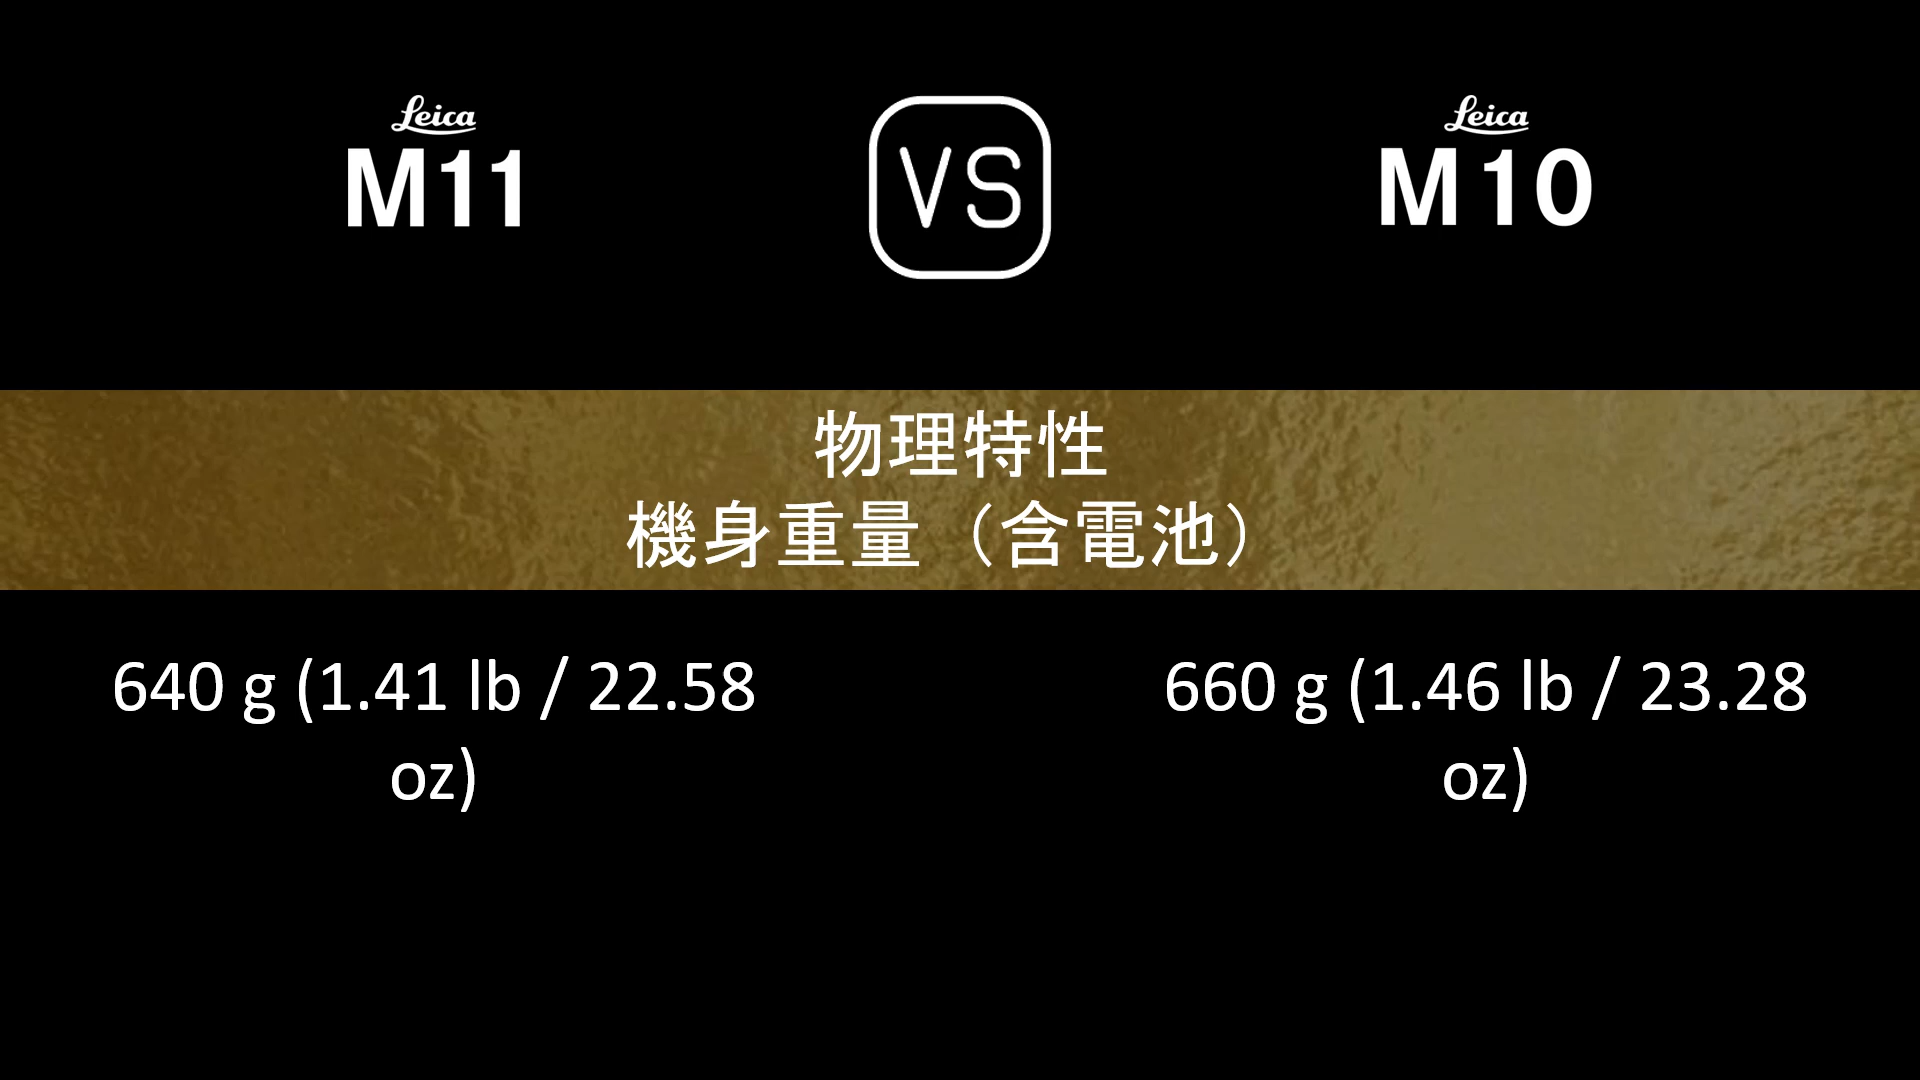 Leica
M11
VS
Leica
M10
物理特性
機身重量（含電池）
640 g (1.41 lb / 22.58
oz)
660 g (1.46 lb / 23.28
oz)